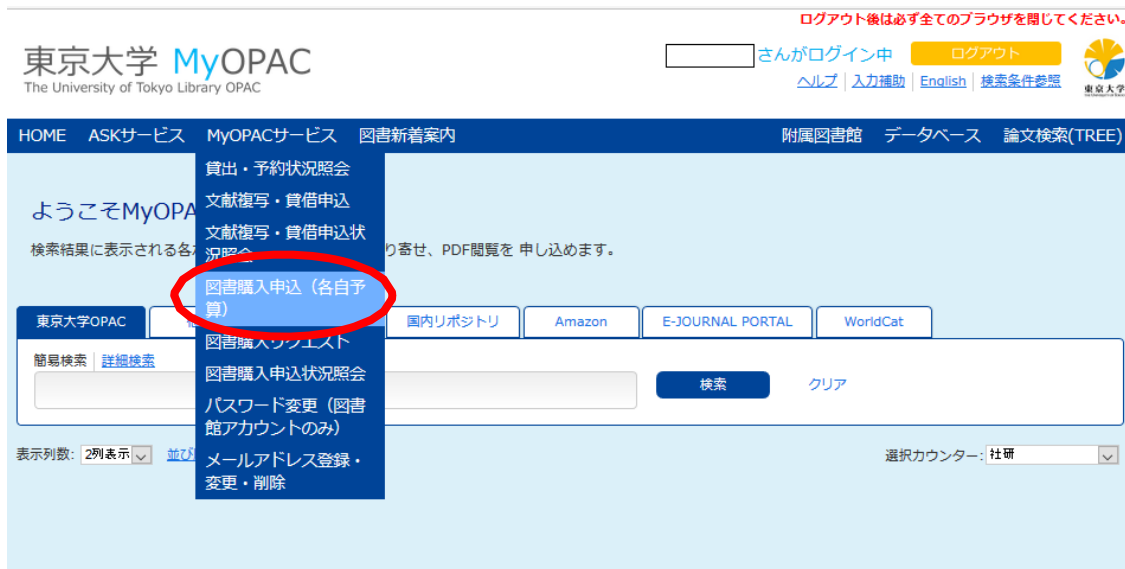 ログアウト後は必ず全てのブラウザを閉じてください。
東京大学 MyOPAC
The University of Tokyo Library OPAC
さんがログイン中 ログアウト
ヘルプ 入力補助 English 検索条件参照
東京大学
HOME ASKサービス MyOPACサービス 図書新着案内 附属図書館 データベース 論文検索(TREE)
貸出・予約状況照会
文献複写・貸借申込
文献複写・貸借申込状
況照会
図書購入申込（各自予
算）
図書購入リクエスト
図書購入申込状況照会
パスワード変更（図書
館アカウントのみ）
メールアドレス登録・
変更・削除
ようこそMyOPA
検索結果に表示される各 り寄せ、PDF閲覧を 申し込めます。
東京大学OPAC 国内リポジトリ Amazon E-JOURNAL PORTAL WorldCat
簡易検索 詳細検索
検索 クリア
表示列数: 2列表示 並び 選択カウンター: 社研